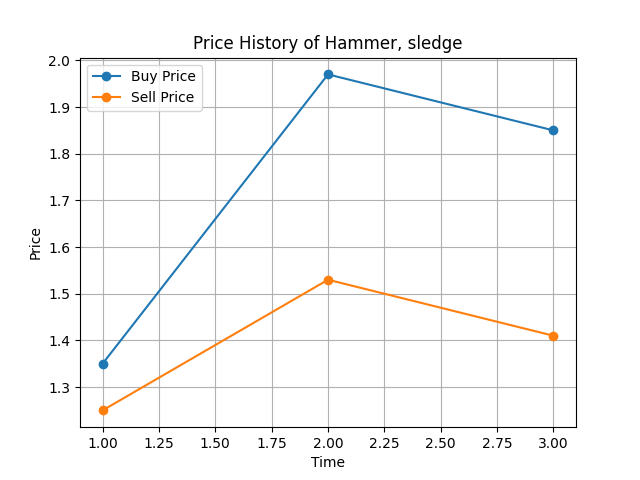 Price History of Hammer, sledge
Buy Price
Sell Price
Price
2.0
1.9
1.8
1.7
1.6
1.5
1.4
1.3
1.00 1.25 1.50 1.75 2.00 2.25 2.50 2.75 3.00
Time